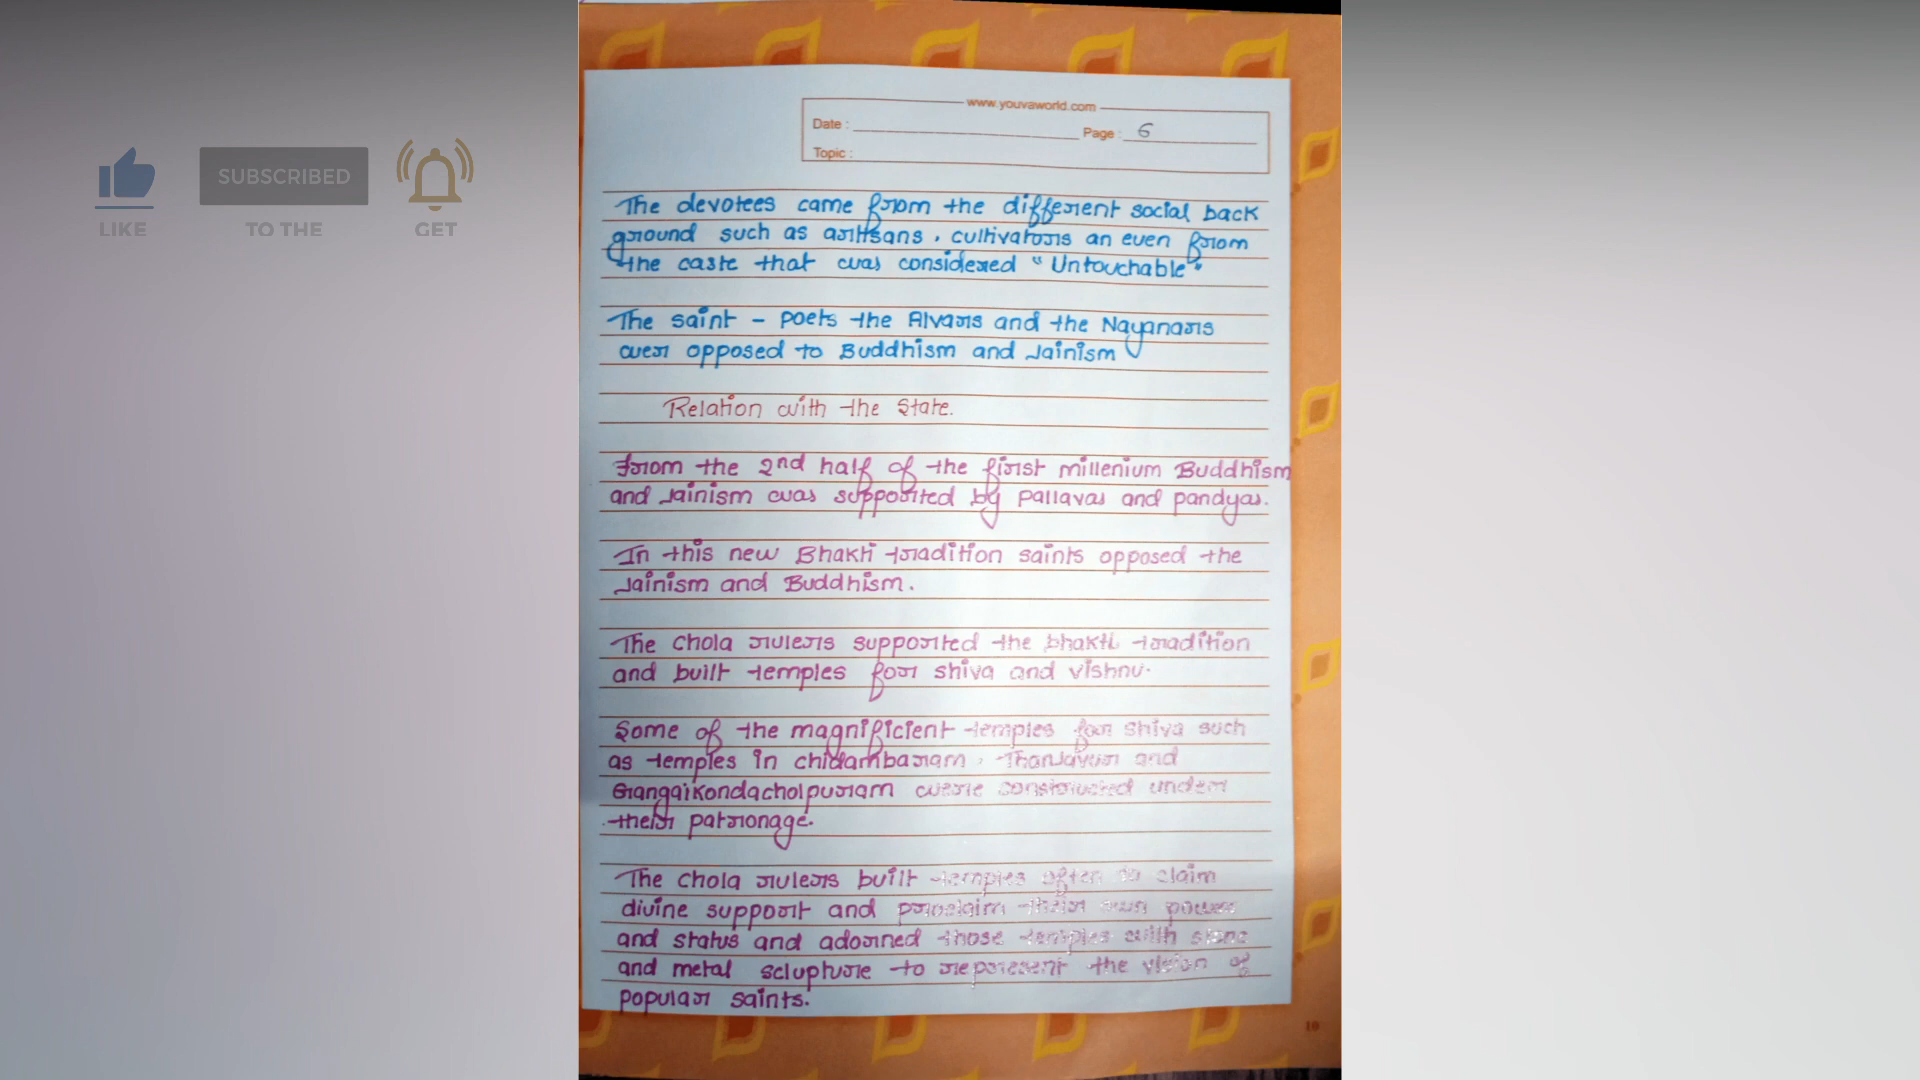 www.youvaworld.com
Date :
Page : 6
Topic :
LIKE
SUBSCRIBED
TO THE
GET
The devotees came from the different social back
ground such as artisans, cultivators an even from
the caste that was considered "Untouchable"
The saint - poets the Alvars and the Nayanars
wer opposed to Buddhism and Jainism
Relation with the State.
From the 2nd half of the first millenium Buddhism
and Jainism was supported by Pallavas and pandyas.
In this new Bhakti tradition saints opposed the
Jainism and Buddhism.
The Chola rulers supported the bhakti tradition
and built temples for shiva and vishnu.
Some of the magnificient temples for Shiva such
as temples in chidambaram, Thanjavur and
Gangaikondacholpuram were constructed under
their patronage.
The Chola rulers built temples often to claim
divine support and proclaim their own power
and status and adorned those temples with stone
and metal scluphure to represent the vision of
popular saints.
10